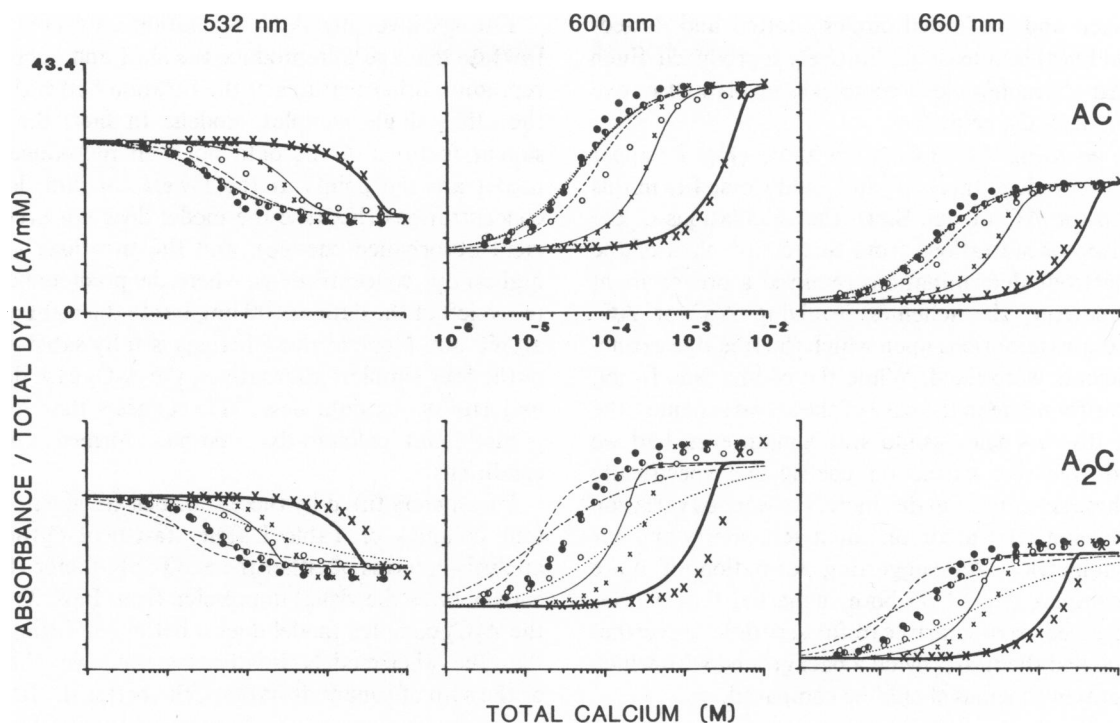 532 nm 600 nm 660 nm
43.4
AC
0
10⁻⁶ 10⁻⁵ 10⁻⁴ 10⁻³ 10⁻²
A₂C
ABSORBANCE / TOTAL DYE (A/mM)
TOTAL CALCIUM (M)